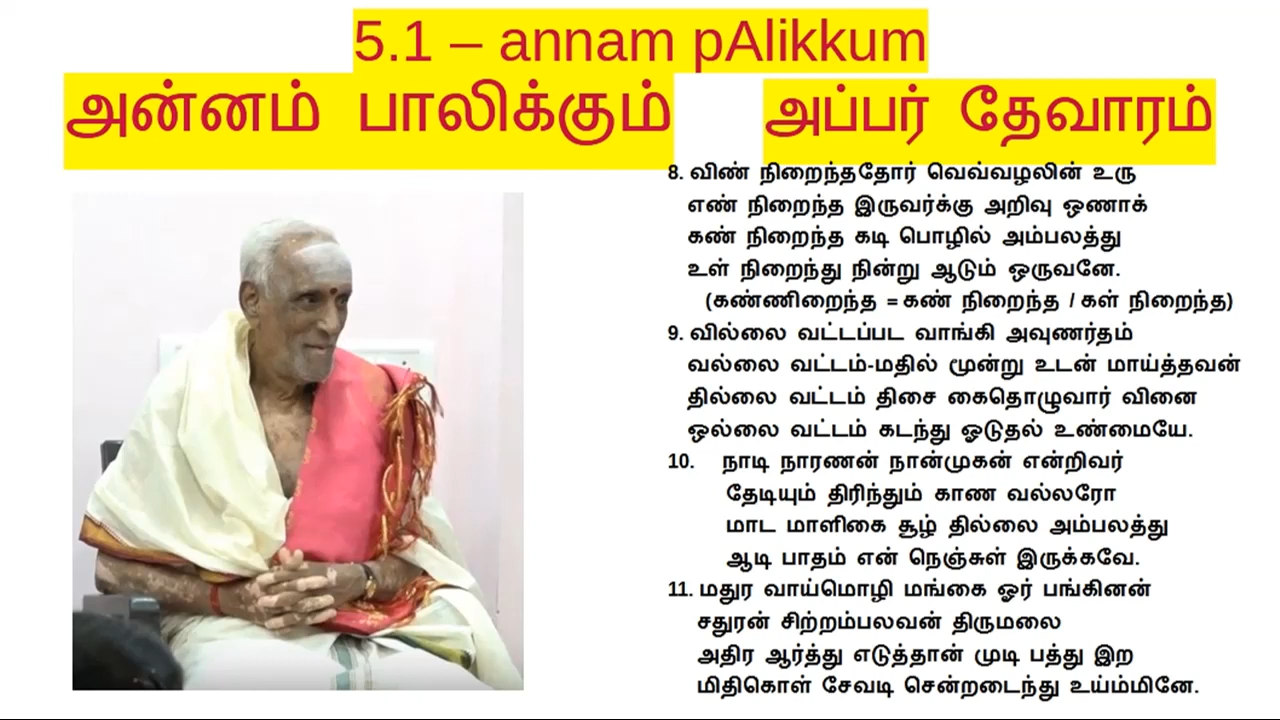 5.1 – annam pAlikkum
அன்னம் பாலிக்கும் அப்பர் தேவாரம்
8. விண் நிறைந்ததோர் வெவ்வழலின் உரு
எண் நிறைந்த இருவர்க்கு அறிவு ஒணாக்
கண் நிறைந்த கடி பொழில் அம்பலத்து
உள் நிறைந்து நின்று ஆடும் ஒருவனே.
(கண்ணிறைந்த = கண் நிறைந்த / கள் நிறைந்த)
9. வில்லை வட்டப்பட வாங்கி அவுணர்தம்
வல்லை வட்டம்-மதில் மூன்று உடன் மாய்த்தவன்
தில்லை வட்டம் திசை கைதொழுவார் வினை
ஒல்லை வட்டம் கடந்து ஓடுதல் உண்மையே.
10. நாடி நாரணன் நான்முகன் என்றிவர்
தேடியும் திரிந்தும் காண வல்லரோ
மாட மாளிகை சூழ் தில்லை அம்பலத்து
ஆடி பாதம் என் நெஞ்சுள் இருக்கவே.
11. மதுர வாய்மொழி மங்கை ஓர் பங்கினன்
சதுரன் சிற்றம்பலவன் திருமலை
அதிர ஆர்த்து எடுத்தான் முடி பத்து இற
மிதிகொள் சேவடி சென்றடைந்து உய்ம்மினே.